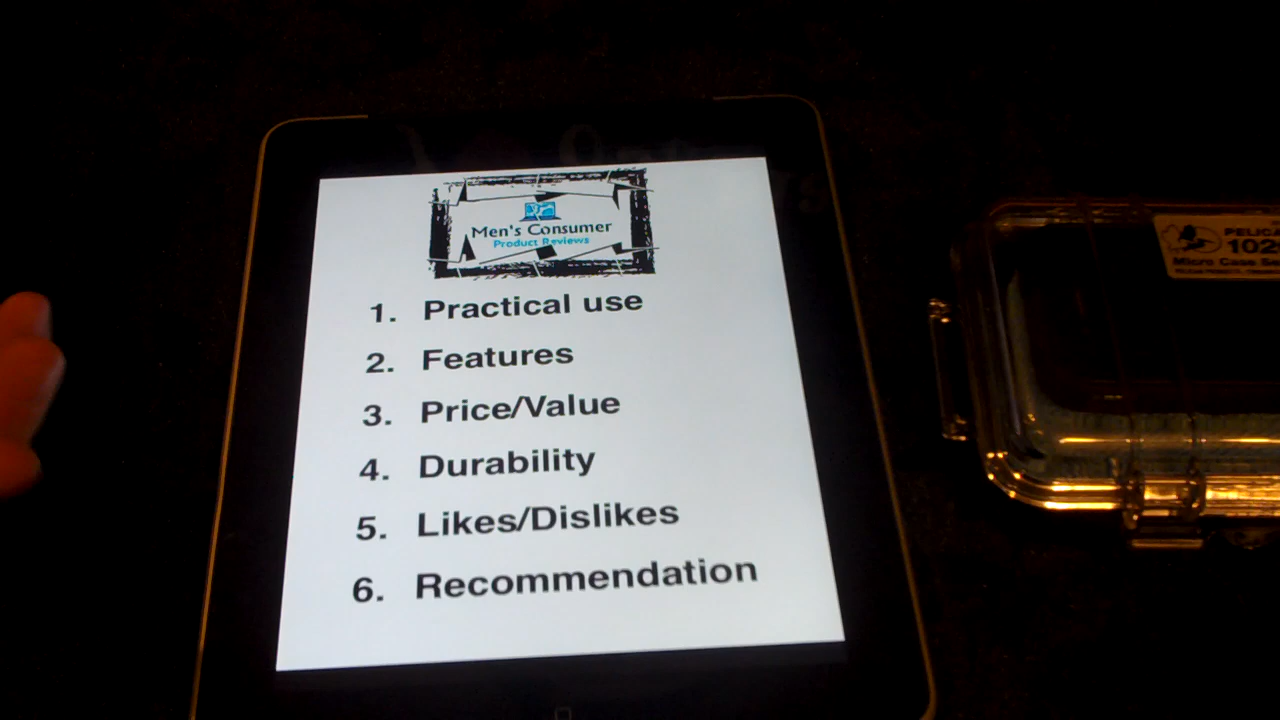 Men's Consumer
Product Reviews
1. Practical use
2. Features
3. Price/Value
4. Durability
5. Likes/Dislikes
6. Recommendation
PELICA
102
Micro Case Se